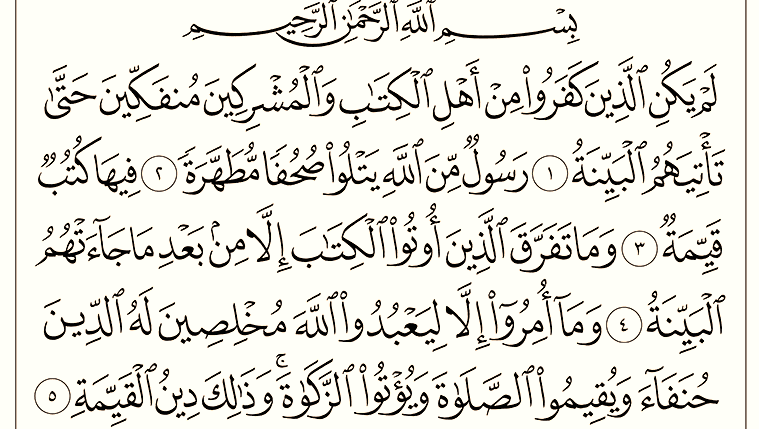 بِسْمِ ٱللَّهِ ٱلرَّحْمَٰنِ ٱلرَّحِيمِ
لَمْ يَكُنِ ٱلَّذِينَ كَفَرُوا۟ مِنْ أَهْلِ ٱلْكِتَٰبِ وَٱلْمُشْرِكِينَ مُنفَكِّينَ حَتَّىٰ
تَأْتِيَهُمُ ٱلْبَيِّنَةُ ١ رَسُولٌ مِّنَ ٱللَّهِ يَتْلُوا۟ صُحُفًا مُّطَهَّرَةً ٢ فِيهَا كُتُبٌ
قَيِّمَةٌ ٣ وَمَا تَفَرَّقَ ٱلَّذِينَ أُوتُوا۟ ٱلْكِتَٰبَ إِلَّا مِنۢ بَعْدِ مَا جَآءَتْهُمُ
ٱلْبَيِّنَةُ ٤ وَمَآ أُمِرُوٓا۟ إِلَّا لِيَعْبُدُوا۟ ٱللَّهَ مُخْلِصِينَ لَهُ ٱلدِّينَ
حُنَفَآءَ وَيُقِيمُوا۟ ٱلصَّلَوٰةَ وَيُؤْتُوا۟ ٱلزَّكَوٰةَ ۚ وَذَٰلِكَ دِينُ ٱلْقَيِّمَةِ ٥